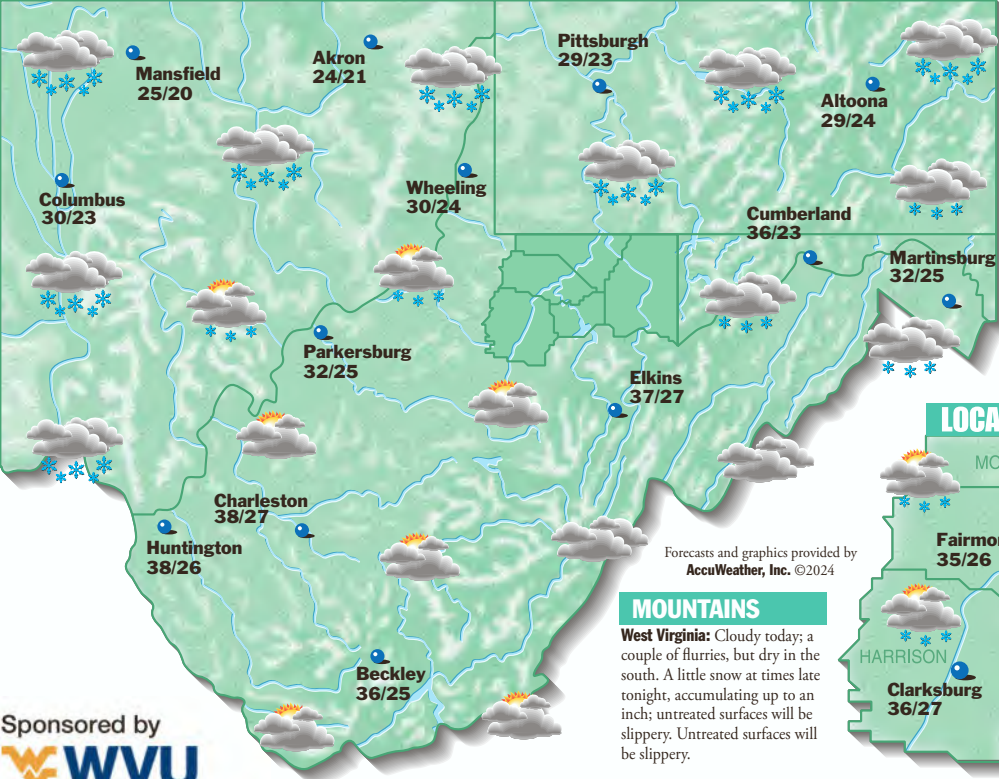 Mansfield
25/20
Akron
24/21
Pittsburgh
29/23
Altoona
29/24
Columbus
30/23
Wheeling
30/24
Cumberland
36/23
Martinsburg
32/25
Parkersburg
32/25
Elkins
37/27
Charleston
38/27
Huntington
38/26
Beckley
36/25
Forecasts and graphics provided by
AccuWeather, Inc. ©2024
MOUNTAINS
West Virginia: Cloudy today; a
couple of flurries, but dry in the
south. A little snow at times late
tonight, accumulating up to an
inch; untreated surfaces will be
slippery. Untreated surfaces will
be slippery.
LOCA
MO
Fairmo
35/26
HARRISON
Clarksburg
36/27
Sponsored by
WVU